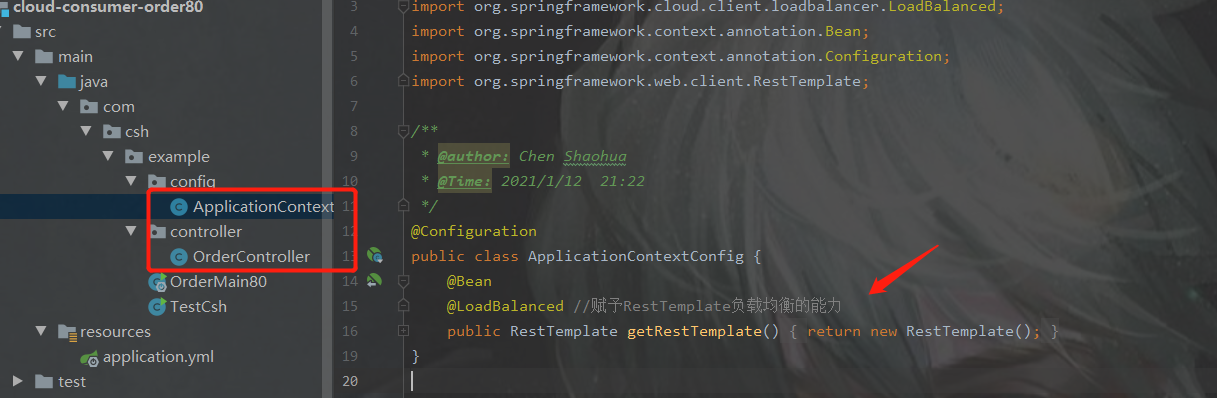 cloud-consumer-order80
src
main
java
com
csh
example
config
ApplicationContext
controller
OrderController
OrderMain80
TestCsh
resources
application.yml
test
3 import org.springframework.cloud.client.loadbalancer.LoadBalanced;
4 import org.springframework.context.annotation.Bean;
5 import org.springframework.context.annotation.Configuration;
6 import org.springframework.web.client.RestTemplate;
7
8 /**
9 * @author: Chen Shaohua
10 * @Time: 2021/1/12 21:22
11 */
12 @Configuration
13 public class ApplicationContextConfig {
14 @Bean
15 @LoadBalanced //赋予RestTemplate负载均衡的能力
16 public RestTemplate getRestTemplate() { return new RestTemplate(); }
19 }
20